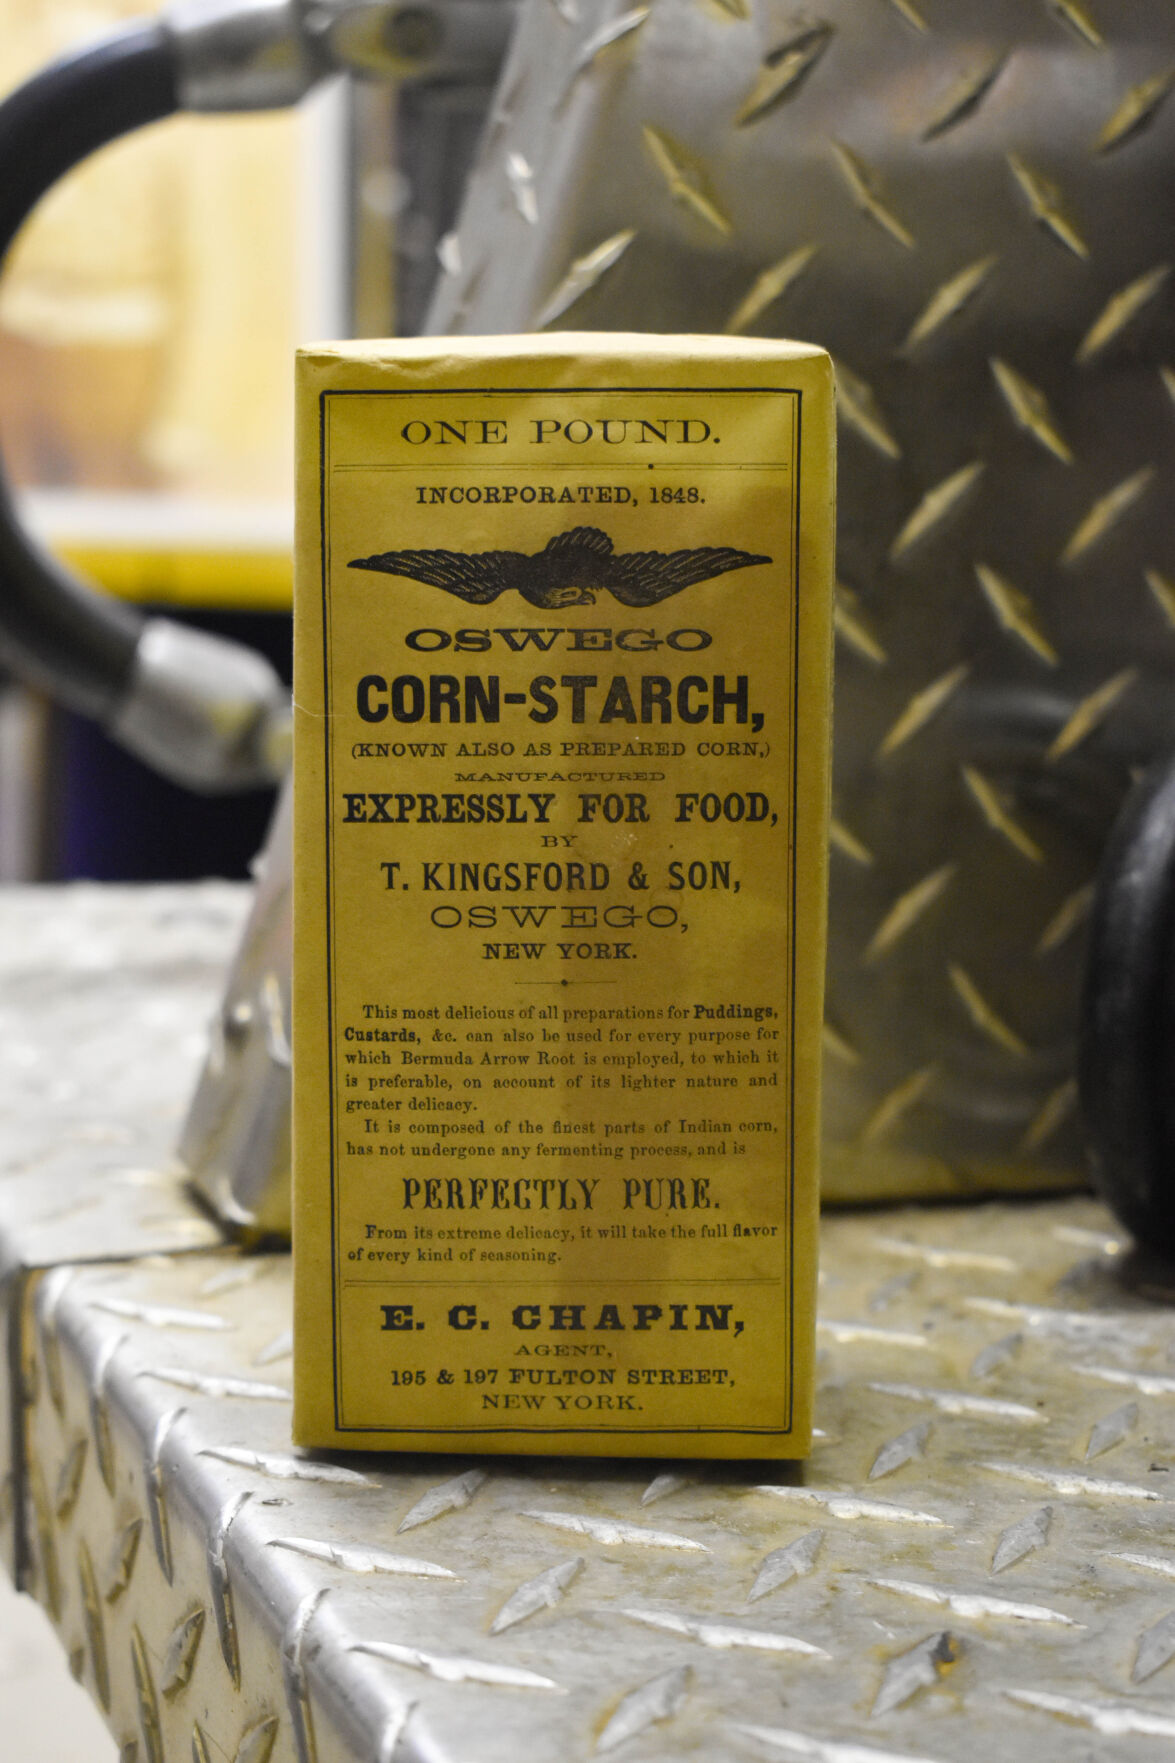 ONE POUND.
INCORPORATED, 1848.
OSWEGO
CORN-STARCH,
(KNOWN ALSO AS PREPARED CORN,)
MANUFACTURED
EXPRESSLY FOR FOOD,
BY
T. KINGSFORD & SON,
OSWEGO,
NEW YORK.
This most delicious of all preparations for Puddings,
Custards, &c. can also be used for every purpose for
which Bermuda Arrow Root is employed, to which it
is preferable, on account of its lighter nature and
greater delicacy.
It is composed of the finest parts of Indian corn,
has not undergone any fermenting process, and is
PERFECTLY PURE.
From its extreme delicacy, it will take the full flavor
of every kind of seasoning.
E. C. CHAPIN,
AGENT,
195 & 197 FULTON STREET,
NEW YORK.